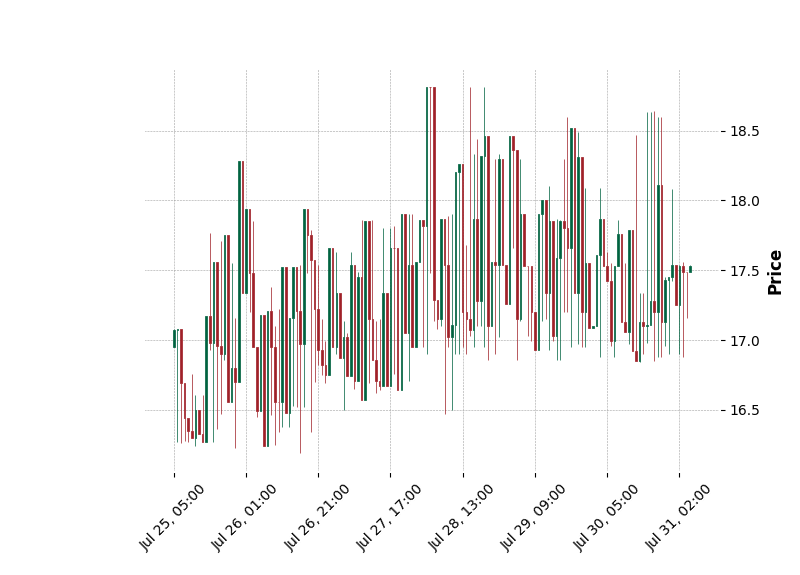 18.5
18.0
17.5
17.0
16.5
Price
Jul 25, 05:00
Jul 26, 01:00
Jul 26, 21:00
Jul 27, 17:00
Jul 28, 13:00
Jul 29, 09:00
Jul 30, 05:00
Jul 31, 02:00